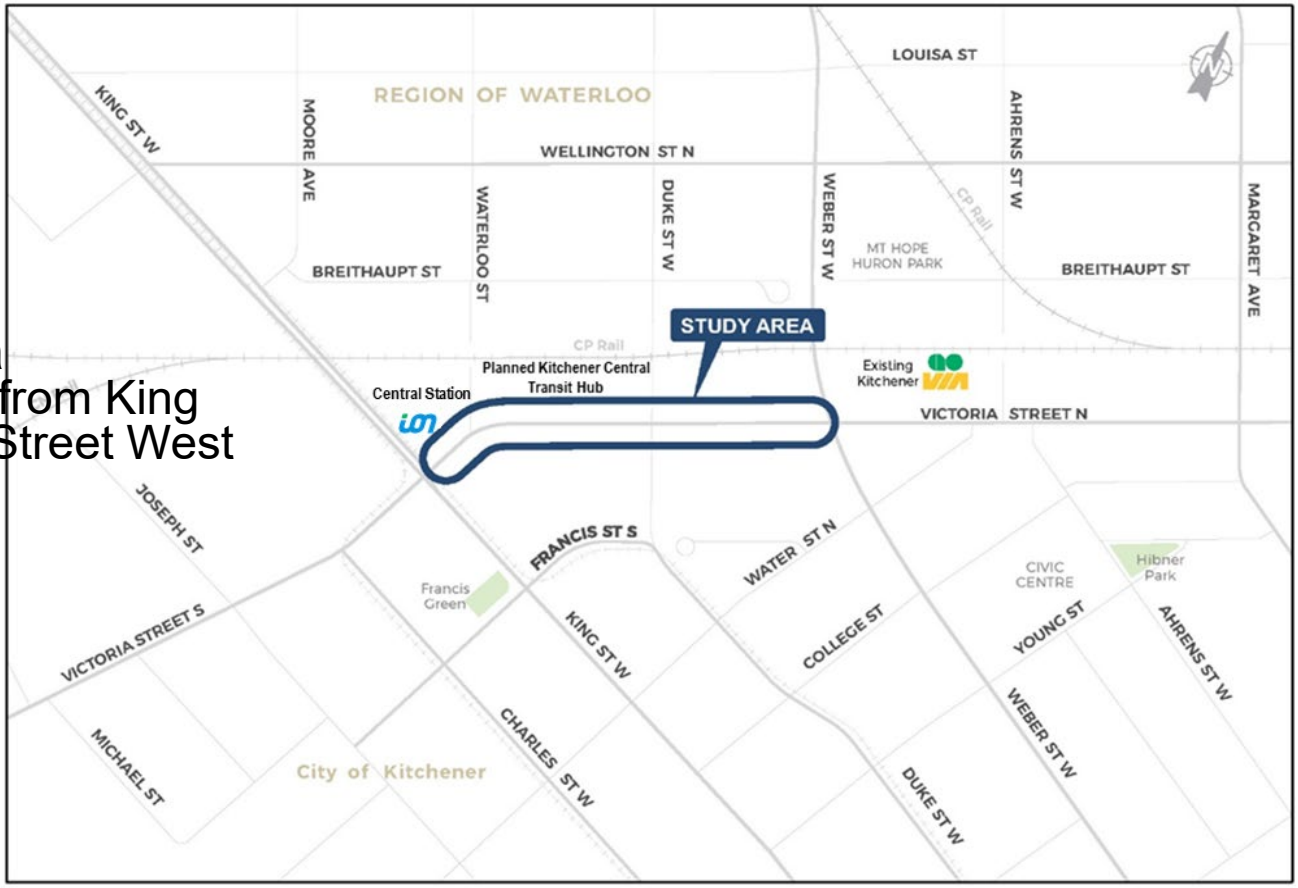 LOUISA ST
N
KING ST W
REGION OF WATERLOO
MOORE AVE
AHRENS ST W
WELLINGTON ST N
WATERLOO ST
DUKE ST W
WEBER ST W
CP Rail
MARGARET AVE
MT HOPE
HURON PARK
BREITHAUPT ST
BREITHAUPT ST
STUDY AREA
CP Rail
Planned Kitchener Central
Transit Hub
Existing
Kitchener
GO
VIA
Central Station
ion
from King
Street West
VICTORIA STREET N
JOSEPH ST
FRANCIS ST S
WATER ST N
Francis
Green
CIVIC
CENTRE
Hibner
Park
VICTORIA STREET S
KING ST W
COLLEGE ST
YOUNG ST
AHRENS ST W
MICHAEL ST
CHARLES ST W
WEBER ST W
City of Kitchener
DUKE ST W